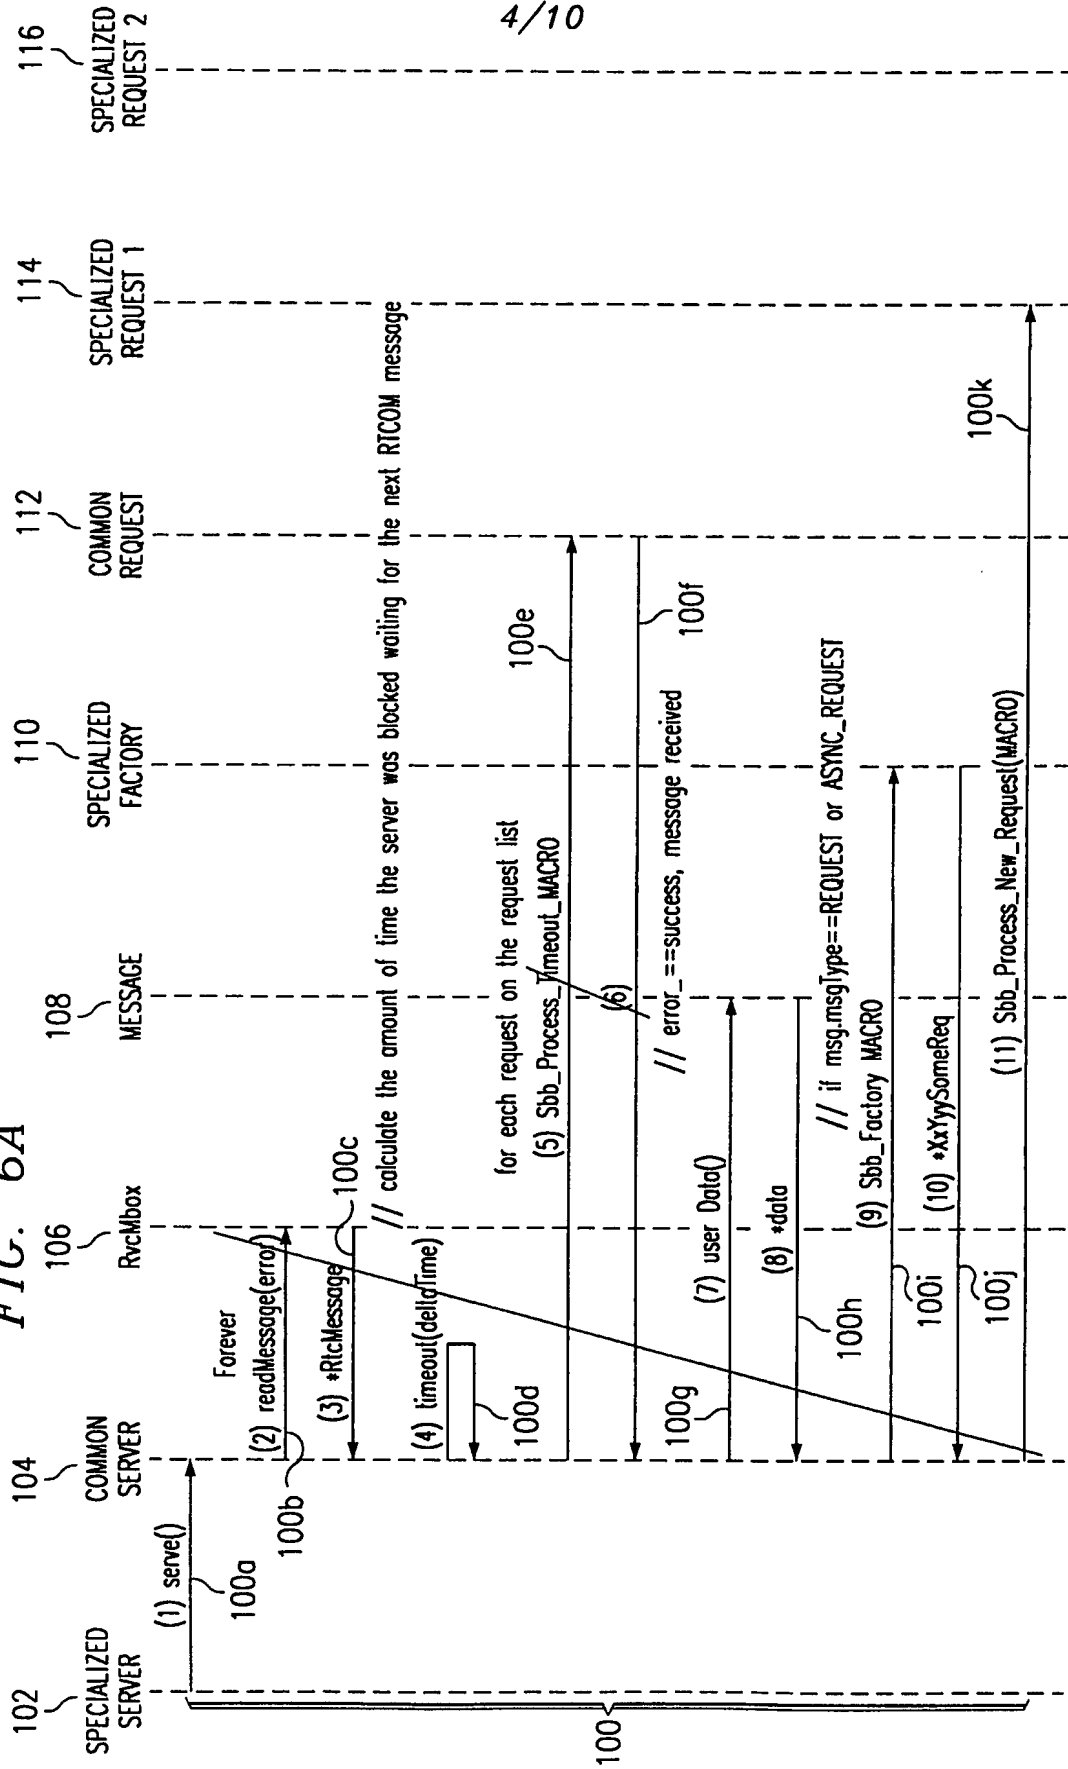 4/10
FIG. 6A
102
SPECIALIZED
SERVER
104
COMMON
SERVER
106
RvcMbox
108
MESSAGE
110
SPECIALIZED
FACTORY
112
COMMON
REQUEST
114
SPECIALIZED
REQUEST 1
116
SPECIALIZED
REQUEST 2
(1) serve()
100a
Forever
(2) readMessage(error)
100b
(3) *RtcMessage
100c
// calculate the amount of time the server was blocked waiting for the next RTCOM message
(4) timeout(deltaTime)
100d
for each request on the request list
(5) Sbb_Process_Timeout_MACRO
100e
(6)
100f
// error_==success, message received
(7) user Data()
100g
(8) *data
100h
// if msg.msgType==REQUEST or ASYNC_REQUEST
(9) Sbb_Factory MACRO
100i
(10) *XxYySomeReq
100j
(11) Sbb_Process_New_Request(MACRO)
100k
100